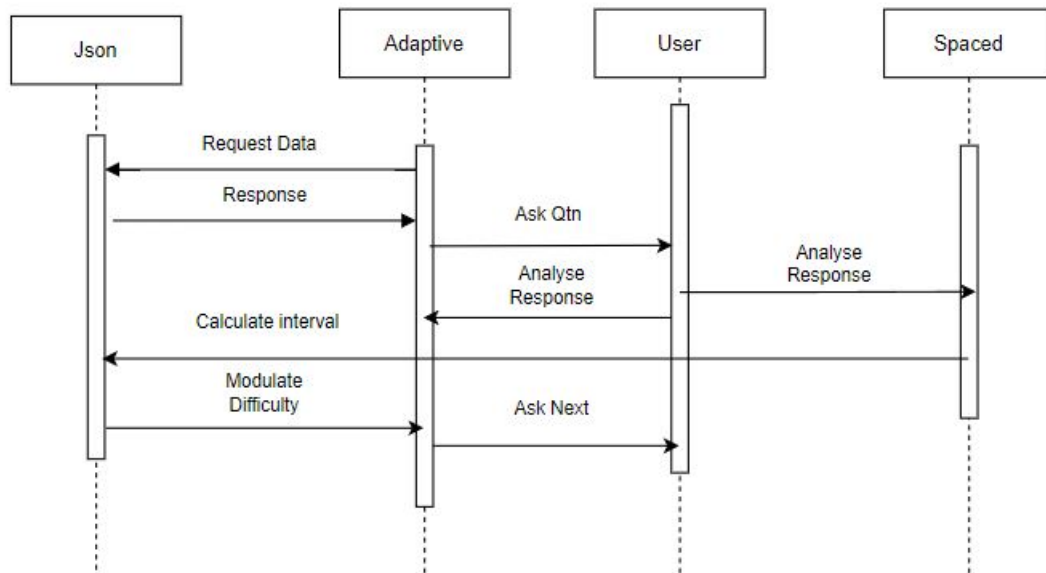 Json
Adaptive
User
Spaced
Request Data
Response
Ask Qtn
Analyse
Response
Analyse
Response
Calculate interval
Modulate
Difficulty
Ask Next